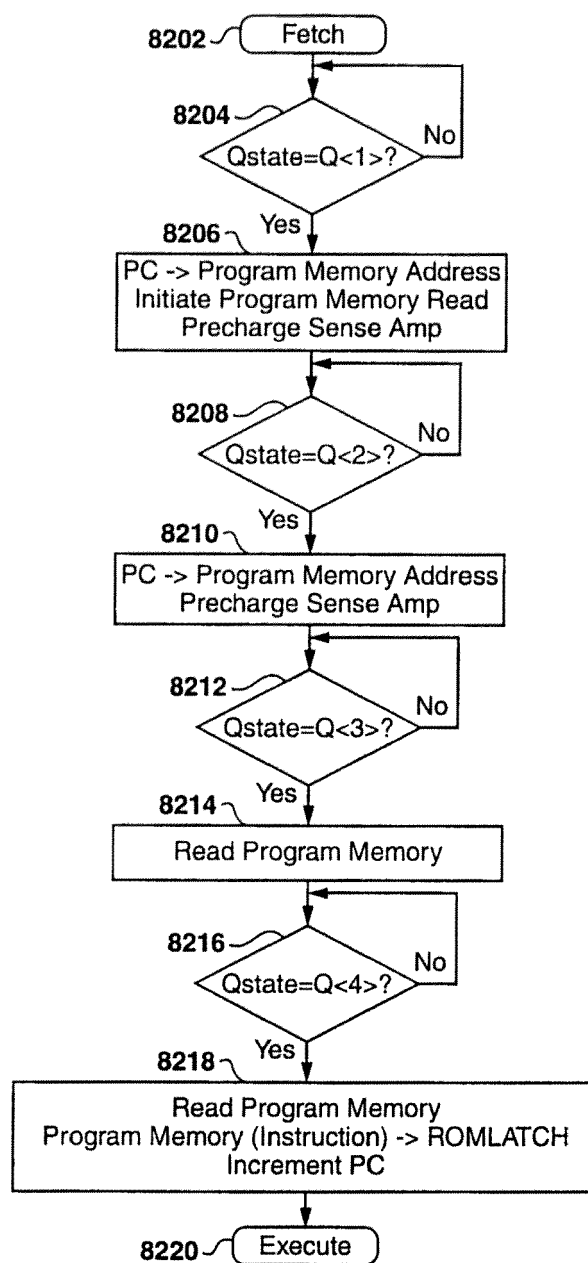 8202 Fetch
8204
Qstate=Q<1>?
No
Yes
8206
PC -> Program Memory Address
Initiate Program Memory Read
Precharge Sense Amp
8208
Qstate=Q<2>?
No
Yes
8210
PC -> Program Memory Address
Precharge Sense Amp
8212
Qstate=Q<3>?
No
Yes
8214
Read Program Memory
8216
Qstate=Q<4>?
No
Yes
8218
Read Program Memory
Program Memory (Instruction) -> ROMLATCH
Increment PC
8220 Execute